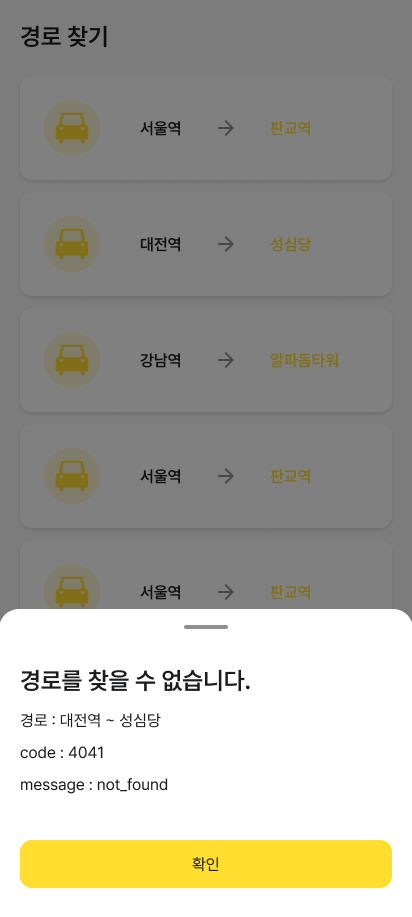 경로 찾기
서울역 → 판교역
대전역 → 성심당
강남역 → 알파돔타워
서울역 → 판교역
서울역 → 판교역
경로를 찾을 수 없습니다.
경로 : 대전역 ~ 성심당
code : 4041
message : not_found
확인